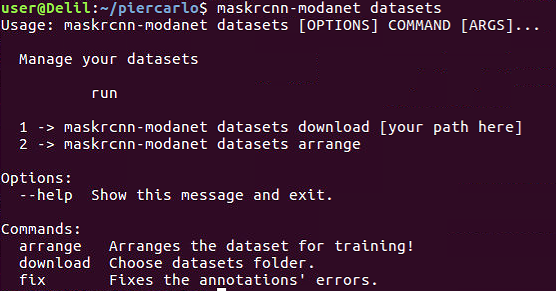 user@Delil:~/piercarlo$ maskrcnn-modanet datasets
Usage: maskrcnn-modanet datasets [OPTIONS] COMMAND [ARGS]...
Manage your datasets
run
1 -> maskrcnn-modanet datasets download [your path here]
2 -> maskrcnn-modanet datasets arrange
Options:
--help  Show this message and exit.
Commands:
arrange   Arranges the dataset for training!
download  Choose datasets folder.
fix       Fixes the annotations' errors.